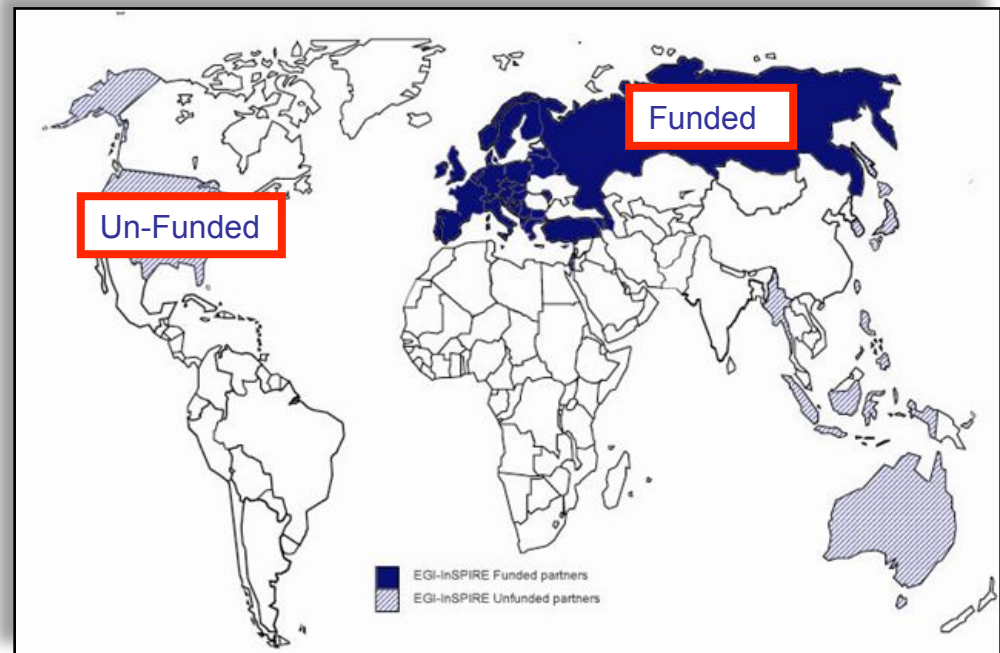 Funded
Un-Funded
EGI-InSPIRE Funded partners
EGI-InSPIRE Unfunded partners